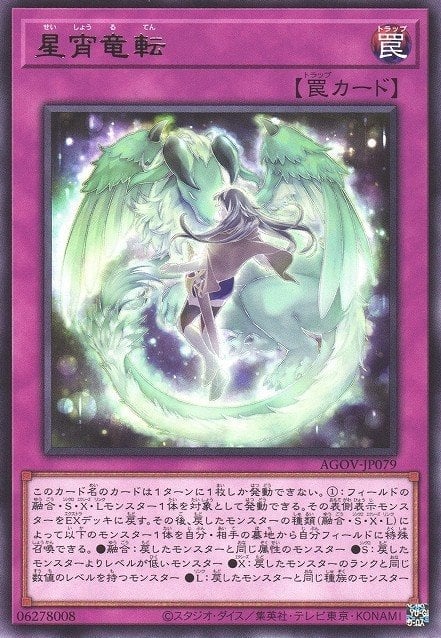 せい しょう る てん
星宵竜転
トラップ
罠
トラップ
【罠カード】
AGOV-JP079
このカード名のカードは1ターンに1枚しか発動できない。①：フィールドの
融合・S・X・Lモンスター1体を対象として発動できる。その表側表示モン
スターをEXデッキに戻す。その後、戻したモンスターの種類（融合・S・X・L）に
よって以下のモンスター1体を自分・相手の墓地から自分フィールドに特殊
召喚できる。●融合：戻したモンスターと同じ属性のモンスター ●S：戻した
モンスターよりレベルが低いモンスター ●X：戻したモンスターのランクと同じ
数値のレベルを持つモンスター ●L：戻したモンスターと同じ種族のモンスター
06278008
©スタジオ・ダイス／集英社・テレビ東京・KONAMI